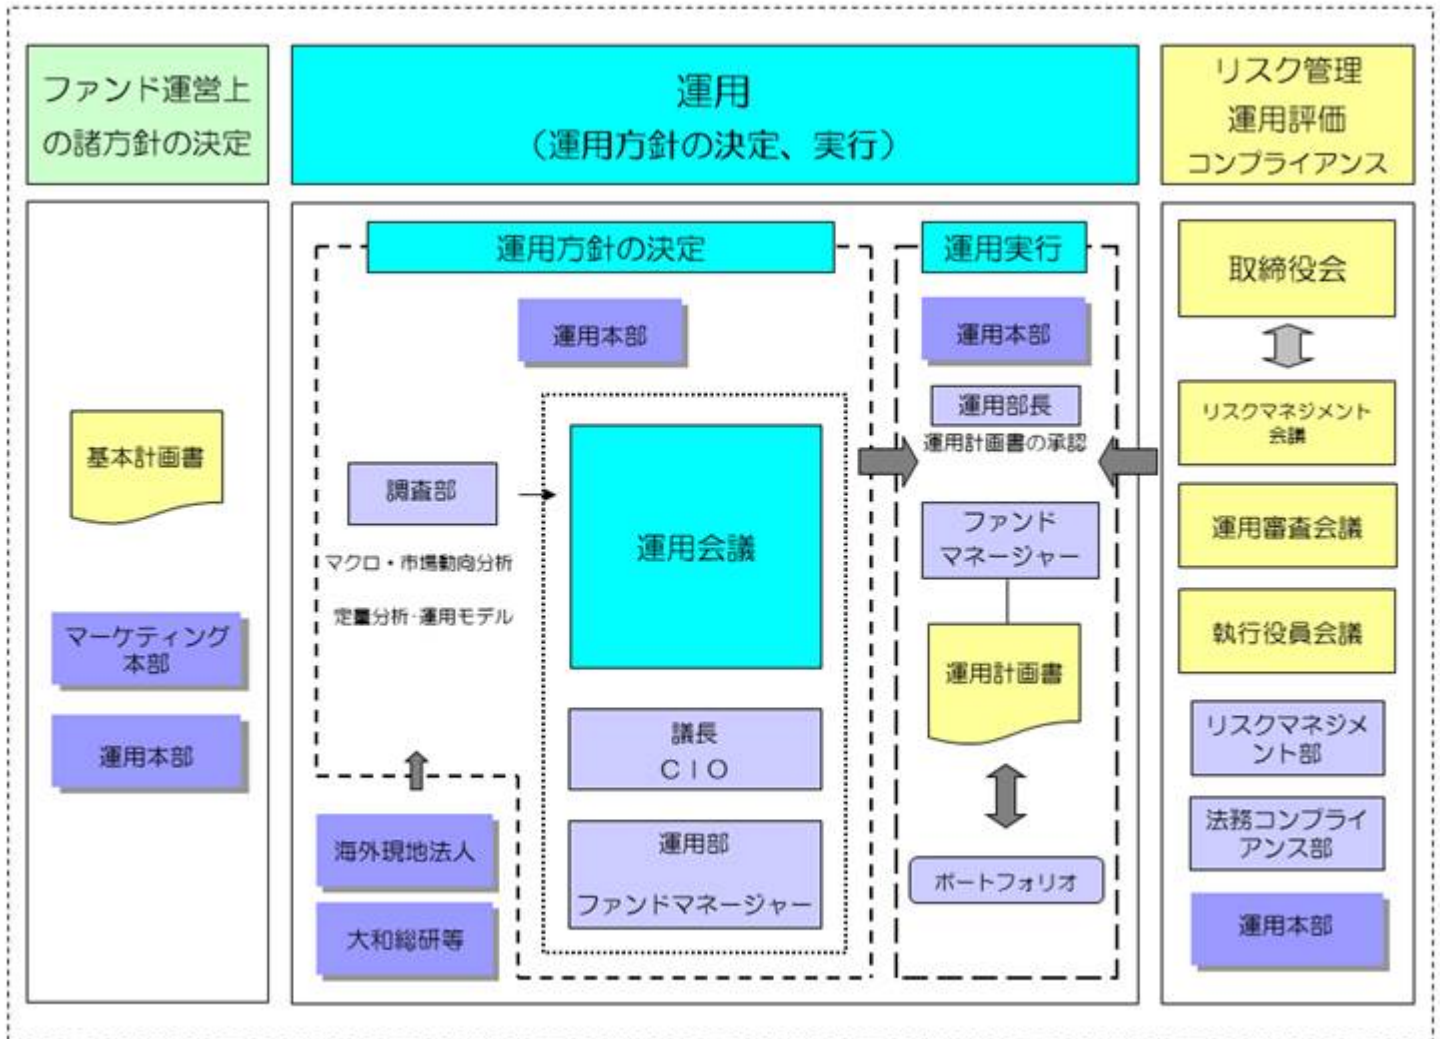 ファンド運営上
の諸方針の決定
運用
（運用方針の決定、実行）
リスク管理
運用評価
コンプライアンス
基本計画書
マーケティング
本部
運用本部
運用方針の決定
運用本部
調査部
マクロ・市場動向分析
定量分析・運用モデル
運用会議
議長
ＣＩＯ
運用部
ファンドマネージャー
海外現地法人
大和総研等
運用実行
運用本部
運用部長
運用計画書の承認
ファンド
マネージャー
運用計画書
ポートフォリオ
取締役会
リスクマネジメント
会議
運用審査会議
執行役員会議
リスクマネジメ
ント部
法務コンプライ
アンス部
運用本部